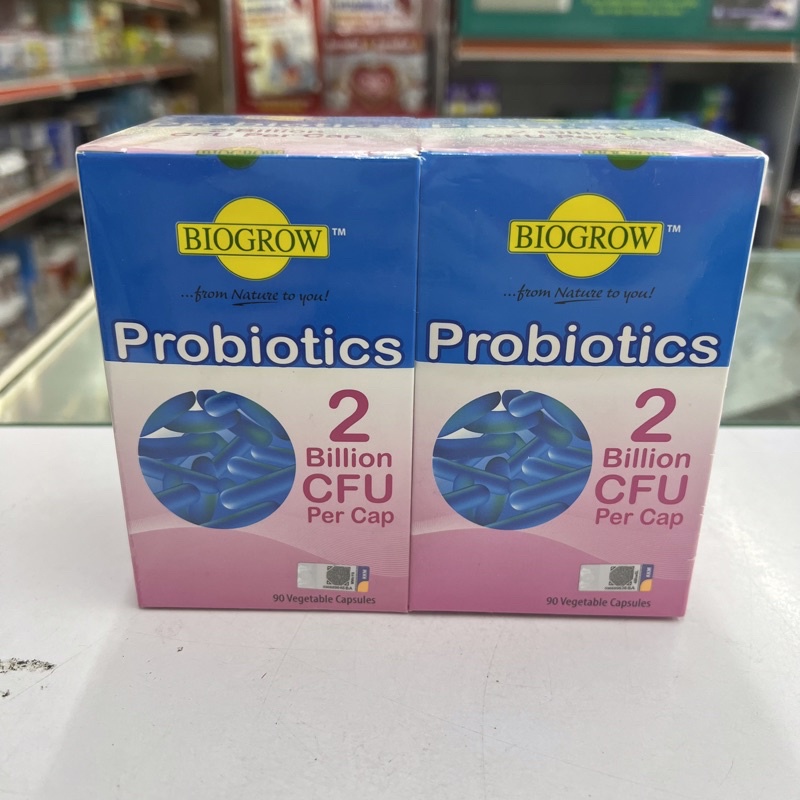 BIOGROW™
...from Nature to you!
Probiotics
2
Billion
CFU
Per Cap
90 Vegetable Capsules
BIOGROW™
...from Nature to you!
Probiotics
2
Billion
CFU
Per Cap
90 Vegetable Capsules